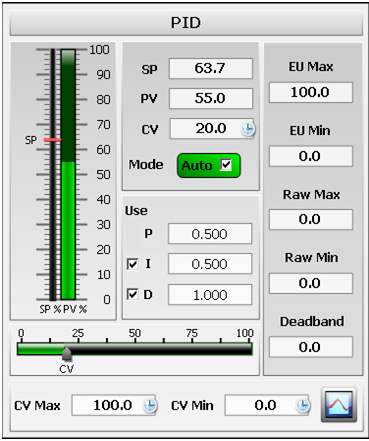 PID
100
90
80
70
60
50
40
30
20
10
0
SP
SP % PV %
SP 63.7
PV 55.0
CV 20.0
Mode Auto
Use
P 0.500
I 0.500
D 1.000
EU Max
100.0
EU Min
0.0
Raw Max
0.0
Raw Min
0.0
Deadband
0.0
0 25 50 75 100
CV
CV Max 100.0 CV Min 0.0